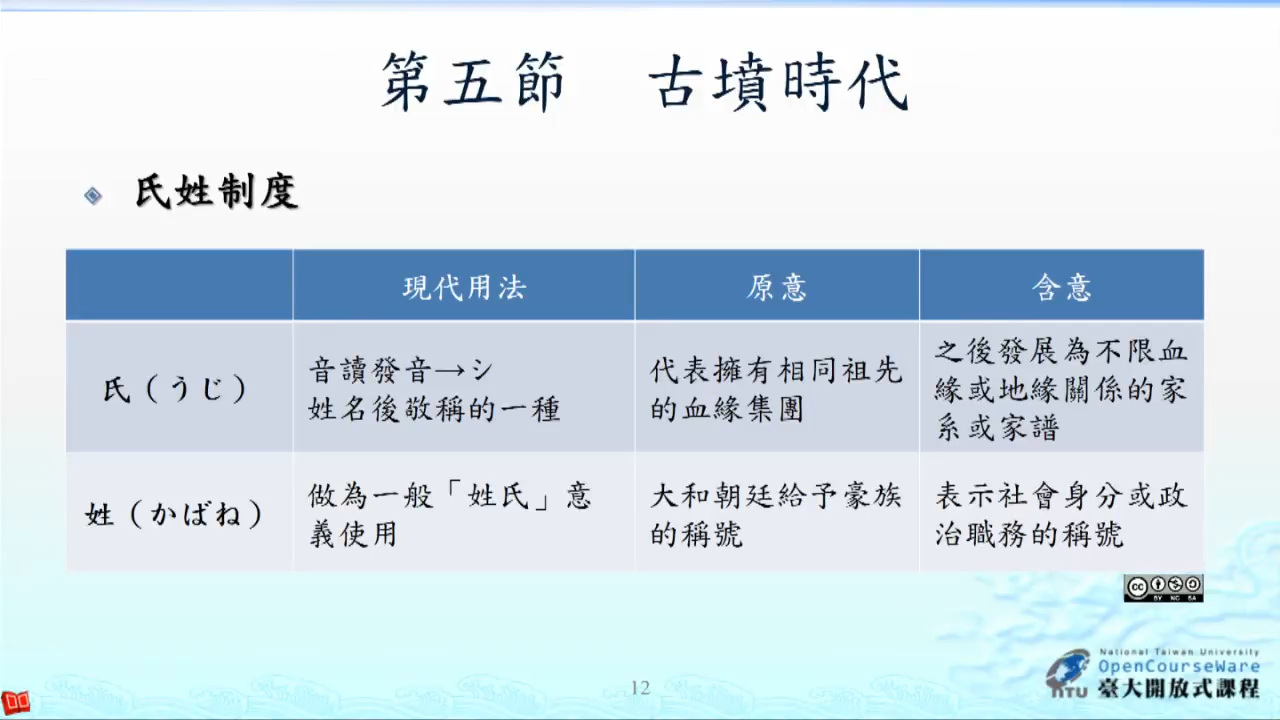 第五節　古墳時代
氏姓制度
現代用法 原意 含意
氏（うじ）
音讀發音→シ
姓名後敬稱的一種
代表擁有相同祖先
的血緣集團
之後發展為不限血
緣或地緣關係的家
系或家譜
姓（かばね）
做為一般「姓氏」意
義使用
大和朝廷給予豪族
的稱號
表示社會身分或政
治職務的稱號
cc BY NC SA
National Taiwan University
OpenCourseWare
NTU 臺大開放式課程
12